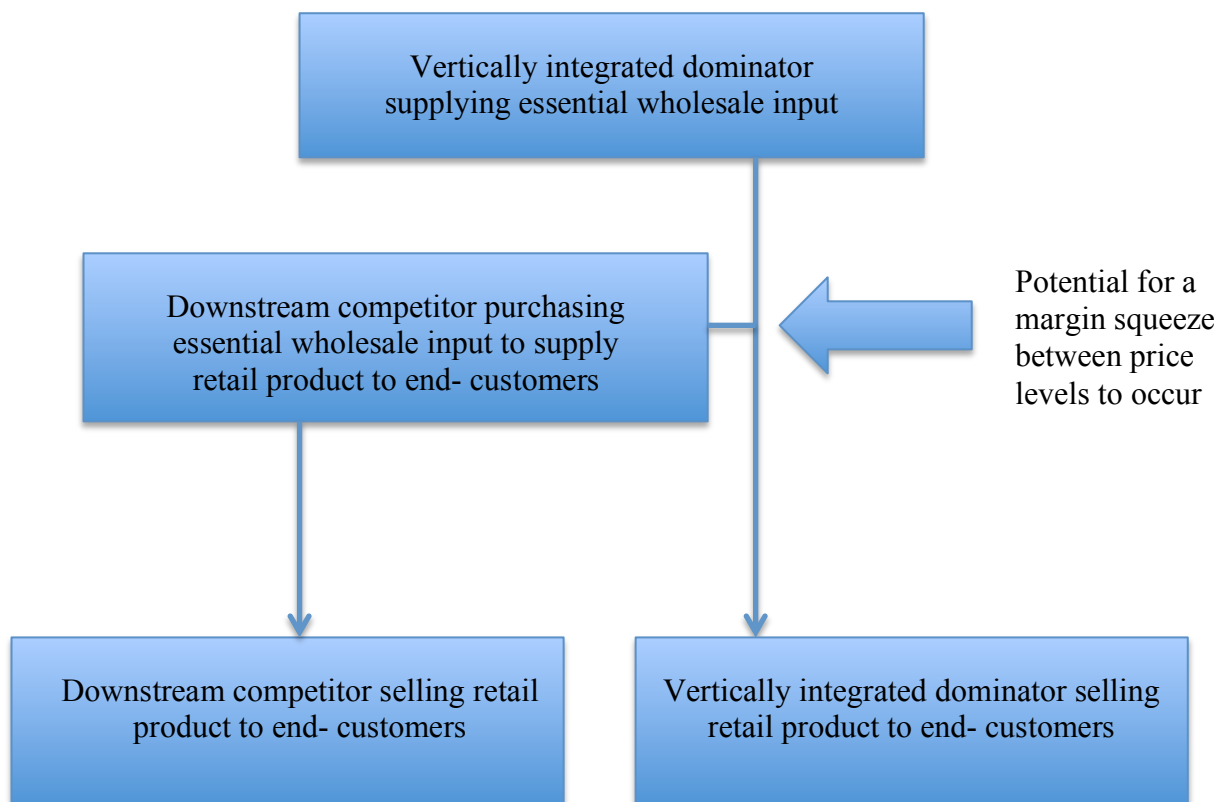 Vertically integrated dominator
supplying essential wholesale input
Downstream competitor purchasing
essential wholesale input to supply
retail product to end- customers
Potential for a
margin squeeze
between price
levels to occur
Downstream competitor selling retail
product to end- customers
Vertically integrated dominator selling
retail product to end- customers